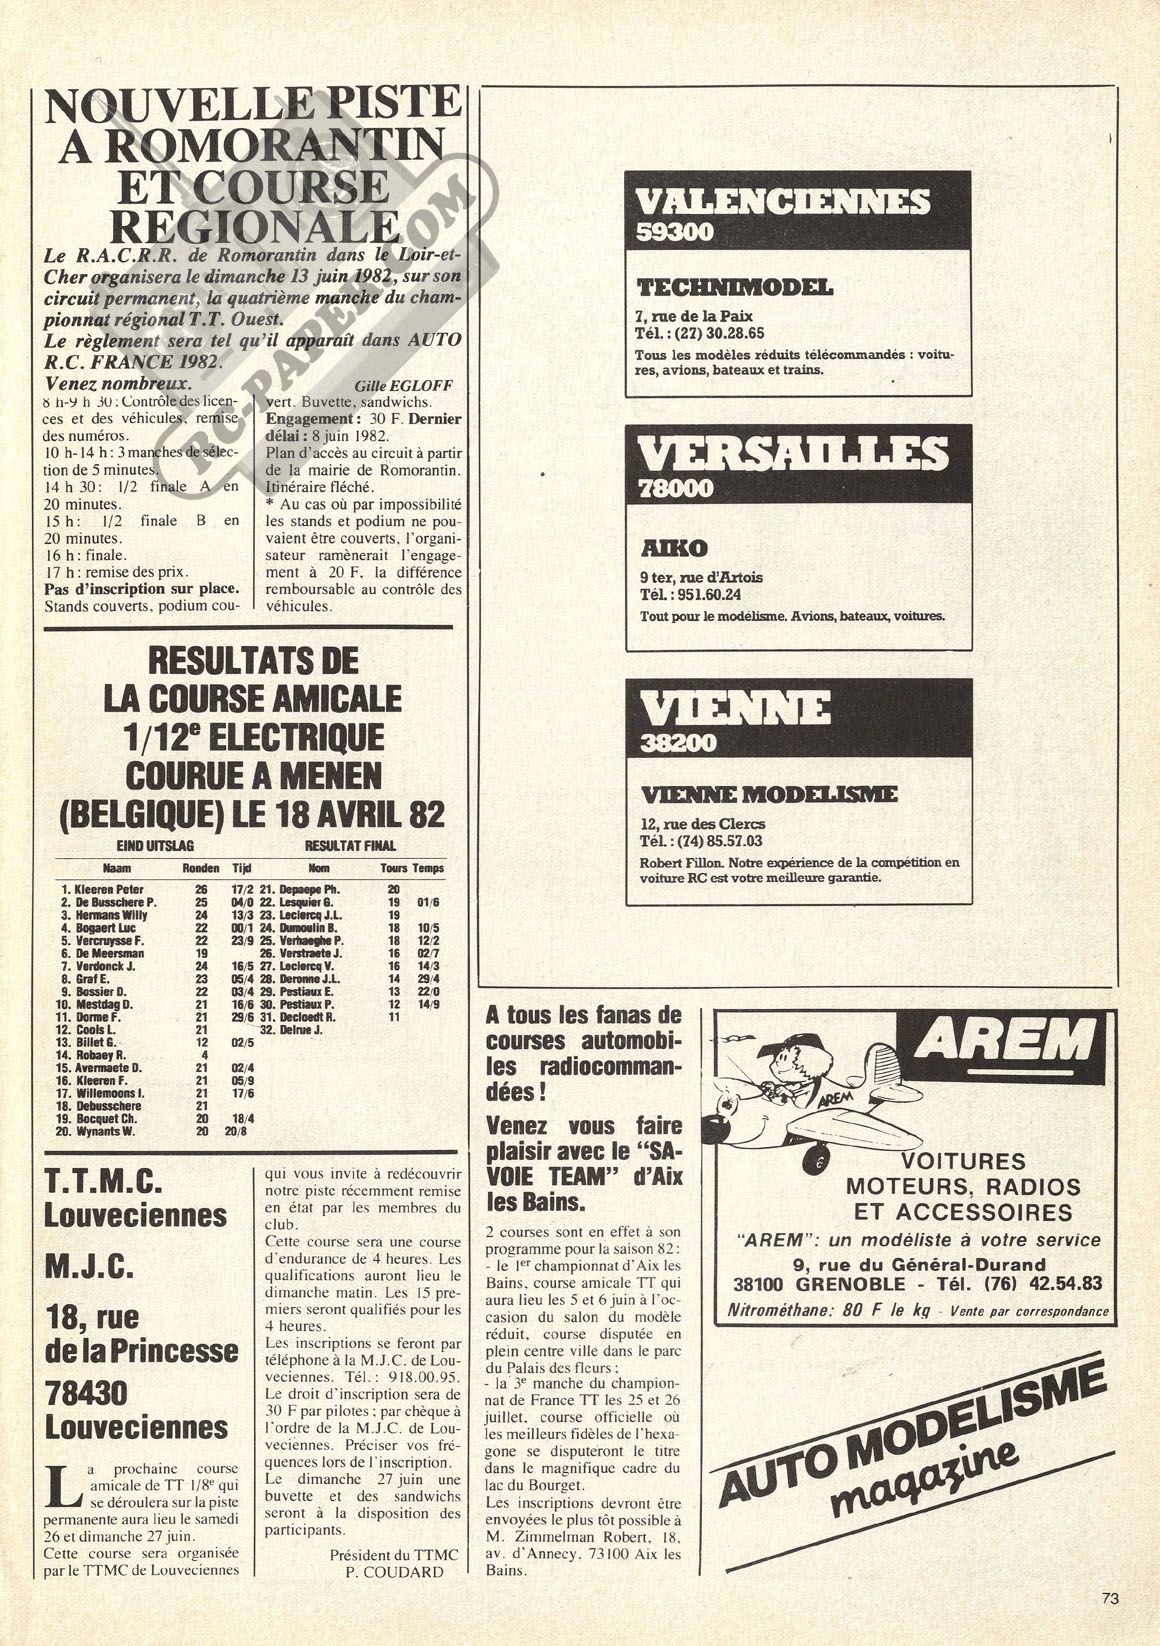 NOUVELLE PISTE
A ROMORANTIN
ET COURSE
REGIONALE
Le R.A.C.R.R. de Romorantin dans le Loir-et-
Cher organisera le dimanche 13 juin 1982, sur son
circuit permanent, la quatrième manche du cham-
pionnat régional T.T. Ouest.
Le règlement sera tel qu'il apparaît dans AUTO
R.C. FRANCE 1982.
Venez nombreux.
Gille EGLOFF
8 h-9 h 30 : Contrôle des licen-
ces et des véhicules, remise
des numéros.
10 h-14 h : 3 manches de sélec-
tion de 5 minutes.
14 h 30 : 1/2 finale A en
20 minutes.
15 h : 1/2 finale B en
20 minutes.
16 h : finale.
17 h : remise des prix.
Pas d'inscription sur place.
Stands couverts, podium cou-
vert. Buvette, sandwichs.
Engagement : 30 F. Dernier
délai : 8 juin 1982.
Plan d'accès au circuit à partir
de la mairie de Romorantin.
Itinéraire fléché.
* Au cas où par impossibilité
les stands et podium ne pou-
vaient être couverts, l'organi-
sateur ramènerait l'engage-
ment à 20 F, la différence
remboursable au contrôle des
véhicules.
RC-PAPER.COM
RESULTATS DE
LA COURSE AMICALE
1/12e ELECTRIQUE
COURUE A MENEN
(BELGIQUE) LE 18 AVRIL 82
EIND UITSLAG RESULTAT FINAL
Naam Ronden Tijd Nom Tours Temps
1. Kleeren Peter 26 17/2 21. Depaepe Ph. 20
2. De Busschere P. 25 04/0 22. Lesquier G. 19 01/6
3. Hermans Willy 24 13/3 23. Leclercq J.L. 19
4. Bogaert Luc 22 00/1 24. Dumoulin B. 18 10/5
5. Vercruysse F. 22 23/9 25. Verhaeghe P. 18 12/2
6. De Meersman 19 26. Verstraete J. 16 02/7
7. Verdonck J. 24 16/5 27. Leclercq V. 16 14/3
8. Graf E. 23 05/4 28. Deronne J.L. 14 29/4
9. Bossier D. 22 03/4 29. Pestiaux E. 13 22/0
10. Mestdag D. 21 16/6 30. Pestiaux P. 12 14/9
11. Dorme F. 21 29/6 31. Decloedt R. 11
12. Cools L. 21 32. Delrue J.
13. Billet G. 12 02/5
14. Robaey R. 4
15. Avermaete D. 21 02/4
16. Kleeren F. 21 05/9
17. Willemoons I. 21 17/6
18. Debusschere 21
19. Bocquet Ch. 20 18/4
20. Wynants W. 20 20/8
T.T.M.C.
Louveciennes
M.J.C.
18, rue
de la Princesse
78430
Louveciennes
La prochaine course
amicale de TT 1/8e qui
se déroulera sur la piste
permanente aura lieu le samedi
26 et dimanche 27 juin.
Cette course sera organisée
par le TTMC de Louveciennes
qui vous invite à redécouvrir
notre piste récemment remise
en état par les membres du
club.
Cette course sera une course
d'endurance de 4 heures. Les
qualifications auront lieu le
dimanche matin. Les 15 pre-
miers seront qualifiés pour les
4 heures.
Les inscriptions se feront par
téléphone à la M.J.C. de Lou-
veciennes. Tél. : 918.00.95.
Le droit d'inscription sera de
30 F par pilotes ; par chèque à
l'ordre de la M.J.C. de Lou-
veciennes. Préciser vos fré-
quences lors de l'inscription.
Le dimanche 27 juin une
buvette et des sandwichs
seront à la disposition des
participants.
Président du TTMC
P. COUDARD
VALENCIENNES
59300
TECHNIMODEL
7, rue de la Paix
Tél. : (27) 30.28.65
Tous les modèles réduits télécommandés : voitu-
res, avions, bateaux et trains.
VERSAILLES
78000
AIKO
9 ter, rue d'Artois
Tél. : 951.60.24
Tout pour le modélisme. Avions, bateaux, voitures.
VIENNE
38200
VIENNE MODELISME
12, rue des Clercs
Tél. : (74) 85.57.03
Robert Fillon. Notre expérience de la compétition en
voiture RC est votre meilleure garantie.
A tous les fanas de
courses automobi-
les radiocomman-
dées !
Venez vous faire
plaisir avec le "SA-
VOIE TEAM" d'Aix
les Bains.
2 courses sont en effet à son
programme pour la saison 82 :
- le 1er championnat d'Aix les
Bains, course amicale TT qui
aura lieu les 5 et 6 juin à l'oc-
casion du salon du modèle
réduit, course disputée en
plein centre ville dans le parc
du Palais des fleurs ;
- la 3e manche du champion-
nat de France TT les 25 et 26
juillet, course officielle où
les meilleurs fidèles de l'hexa-
gone se disputeront le titre
dans le magnifique cadre du
lac du Bourget.
Les inscriptions devront être
envoyées le plus tôt possible à
M. Zimmelman Robert, 18,
av. d'Annecy, 73100 Aix les
Bains.
AREM
AREM
VOITURES
MOTEURS, RADIOS
ET ACCESSOIRES
"AREM": un modéliste à votre service
9, rue du Général-Durand
38100 GRENOBLE - Tél. (76) 42.54.83
Nitrométhane: 80 F le kg - Vente par correspondance
AUTO MODELISME
magazine
73